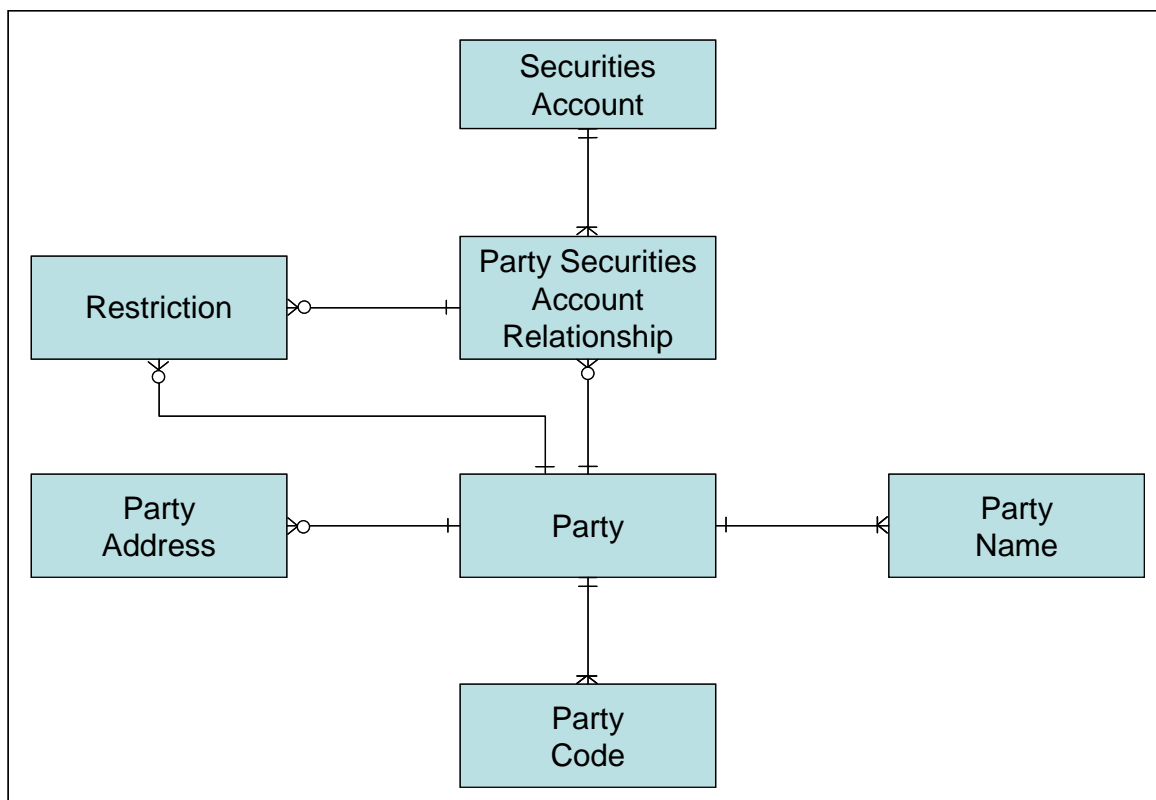 Securities
Account
Restriction
Party Securities
Account
Relationship
Party
Address
Party
Party
Name
Party
Code